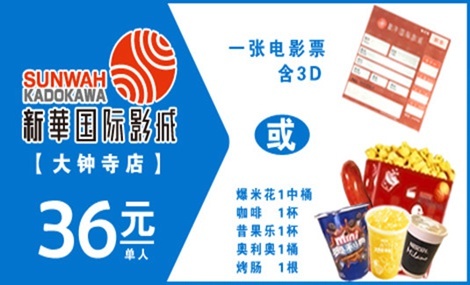 SUNWAH
KADOKAWA
新華国际影城
【大钟寺店】
36元
单人
一张电影票
含3D
或
爆米花1中桶
咖啡 1杯
昔果乐1杯
奥利奥1桶
烤肠 1根
mini